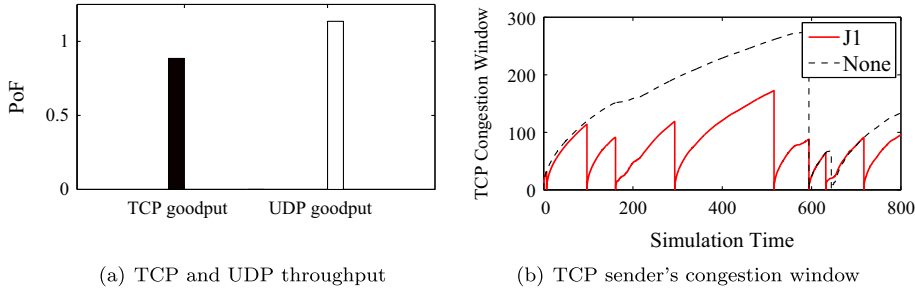 PoF
1
0.5
0
TCP goodput
UDP goodput
(a) TCP and UDP throughput
TCP Congestion Window
300
200
100
0
0
200
400
600
800
J1
None
Simulation Time
(b) TCP sender's congestion window